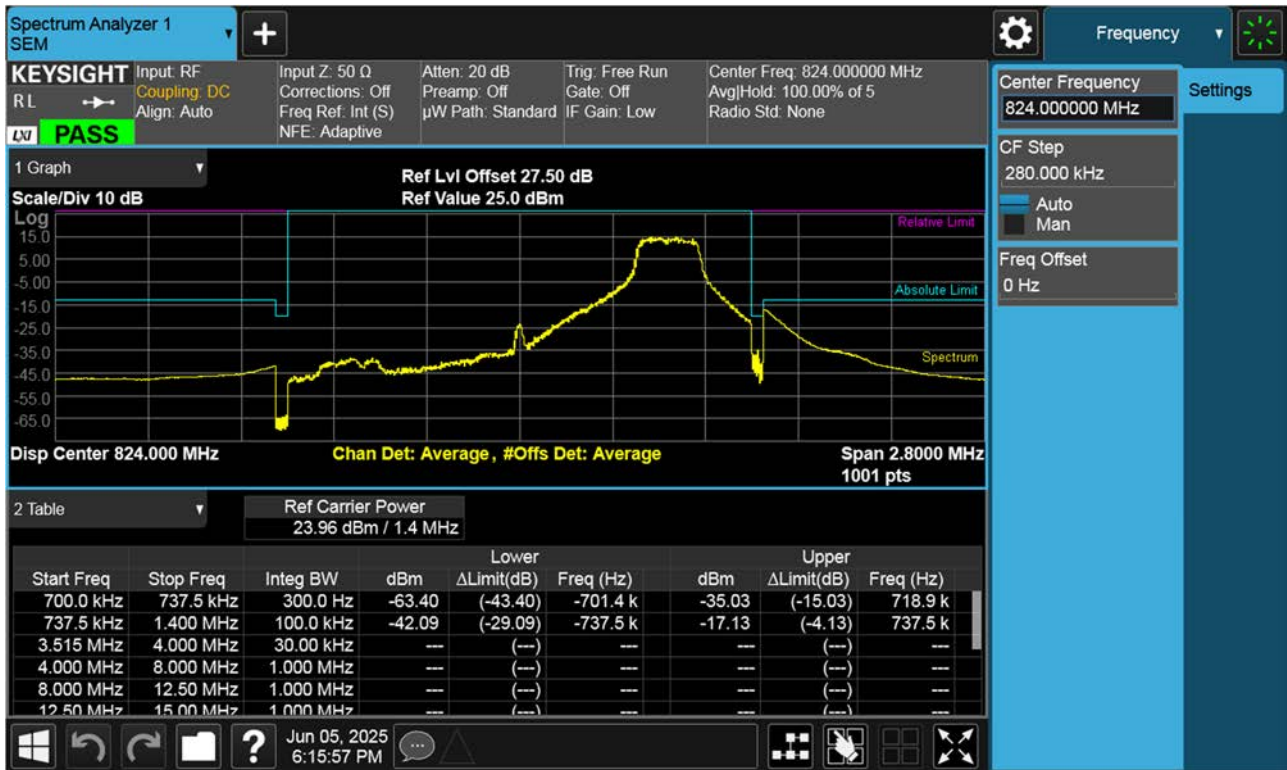 Spectrum Analyzer 1
SEM
Frequency
KEYSIGHT
RL
LXI
PASS
Input: RF
Coupling: DC
Align: Auto
Input Z: 50 Ω
Corrections: Off
Freq Ref: Int (S)
NFE: Adaptive
Atten: 20 dB
Preamp: Off
µW Path: Standard
Trig: Free Run
Gate: Off
IF Gain: Low
Center Freq: 824.000000 MHz
Avg|Hold: 100.00% of 5
Radio Std: None
Center Frequency
824.000000 MHz
Settings
CF Step
280.000 kHz
Auto
Man
Freq Offset
0 Hz
1 Graph
Scale/Div 10 dB
Ref Lvl Offset 27.50 dB
Ref Value 25.0 dBm
Log
15.0
5.00
-5.00
-15.0
-25.0
-35.0
-45.0
-55.0
-65.0
Relative Limit
Absolute Limit
Spectrum
Disp Center 824.000 MHz
Chan Det: Average, #Offs Det: Average
Span 2.8000 MHz
1001 pts
2 Table
Ref Carrier Power
23.96 dBm / 1.4 MHz
Lower Upper
Start Freq Stop Freq Integ BW dBm ΔLimit(dB) Freq (Hz) dBm ΔLimit(dB) Freq (Hz)
700.0 kHz 737.5 kHz 300.0 Hz -63.40 (-43.40) -701.4 k -35.03 (-15.03) 718.9 k
737.5 kHz 1.400 MHz 100.0 kHz -42.09 (-29.09) -737.5 k -17.13 (-4.13) 737.5 k
3.515 MHz 4.000 MHz 30.00 kHz --- (---) --- --- (---) ---
4.000 MHz 8.000 MHz 1.000 MHz --- (---) --- --- (---) ---
8.000 MHz 12.50 MHz 1.000 MHz --- (---) --- --- (---) ---
12.50 MHz 15.00 MHz 1.000 MHz --- (---) --- --- (---) ---
?
Jun 05, 2025
6:15:57 PM